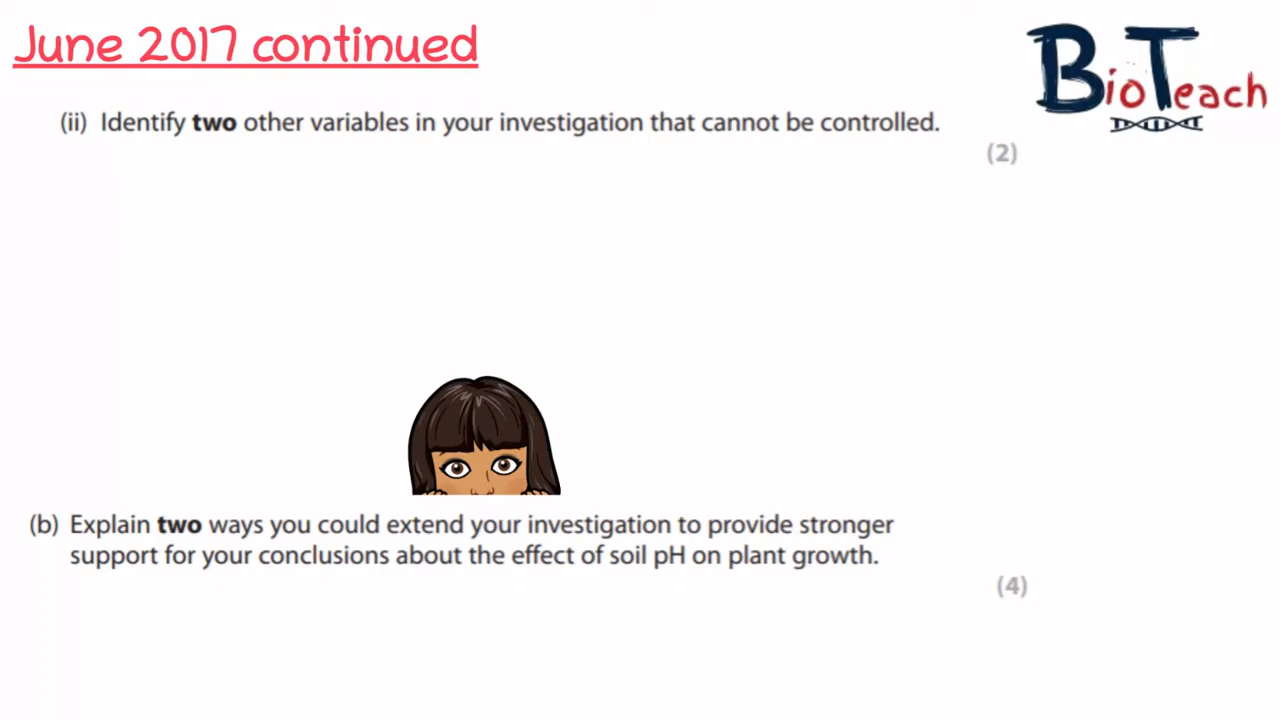 June 2017 continued
BioTeach
(ii) Identify two other variables in your investigation that cannot be controlled.
(2)
(b) Explain two ways you could extend your investigation to provide stronger
support for your conclusions about the effect of soil pH on plant growth.
(4)